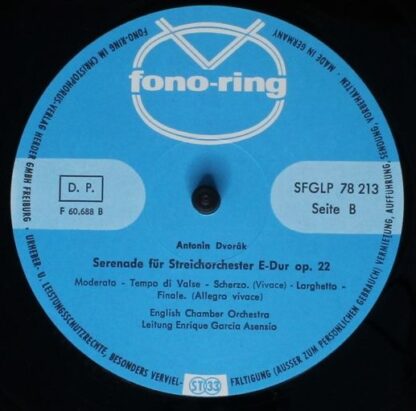 fono-ring
FONO-RING IM CHRISTOPHORUS-VERLAG HERDER GMBH FREIBURG · URHEBER- U. LEISTUNGSSCHUTZRECHTE, BESONDERS VERVIEL-
FÄLTIGUNG (AUSSER ZUM PERSÖNLICHEN GEBRAUCH) VERMIETUNG, AUFFÜHRUNG, SENDUNG, VORBEHALTEN · MADE IN GERMANY
D. P.
F 60.688 B
SFGLP 78 213
Seite B
Antonin Dvorák
Serenade für Streichorchester E-Dur op. 22
Moderato - Tempo di Valse - Scherzo. (Vivace) - Larghetto -
Finale. (Allegro vivace)
English Chamber Orchestra
Leitung Enrique Garcia Asensio
ST 33